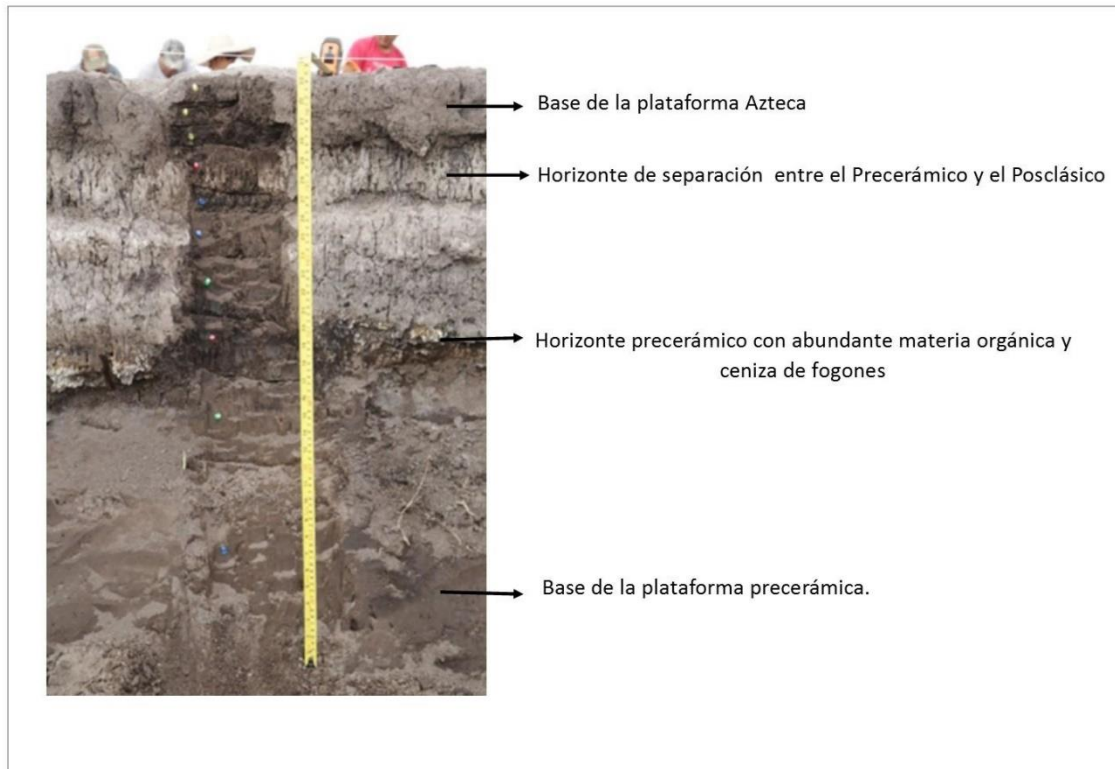 Base de la plataforma Azteca
Horizonte de separación entre el Precerámico y el Posclásico
Horizonte precerámico con abundante materia orgánica y
ceniza de fogones
Base de la plataforma precerámica.